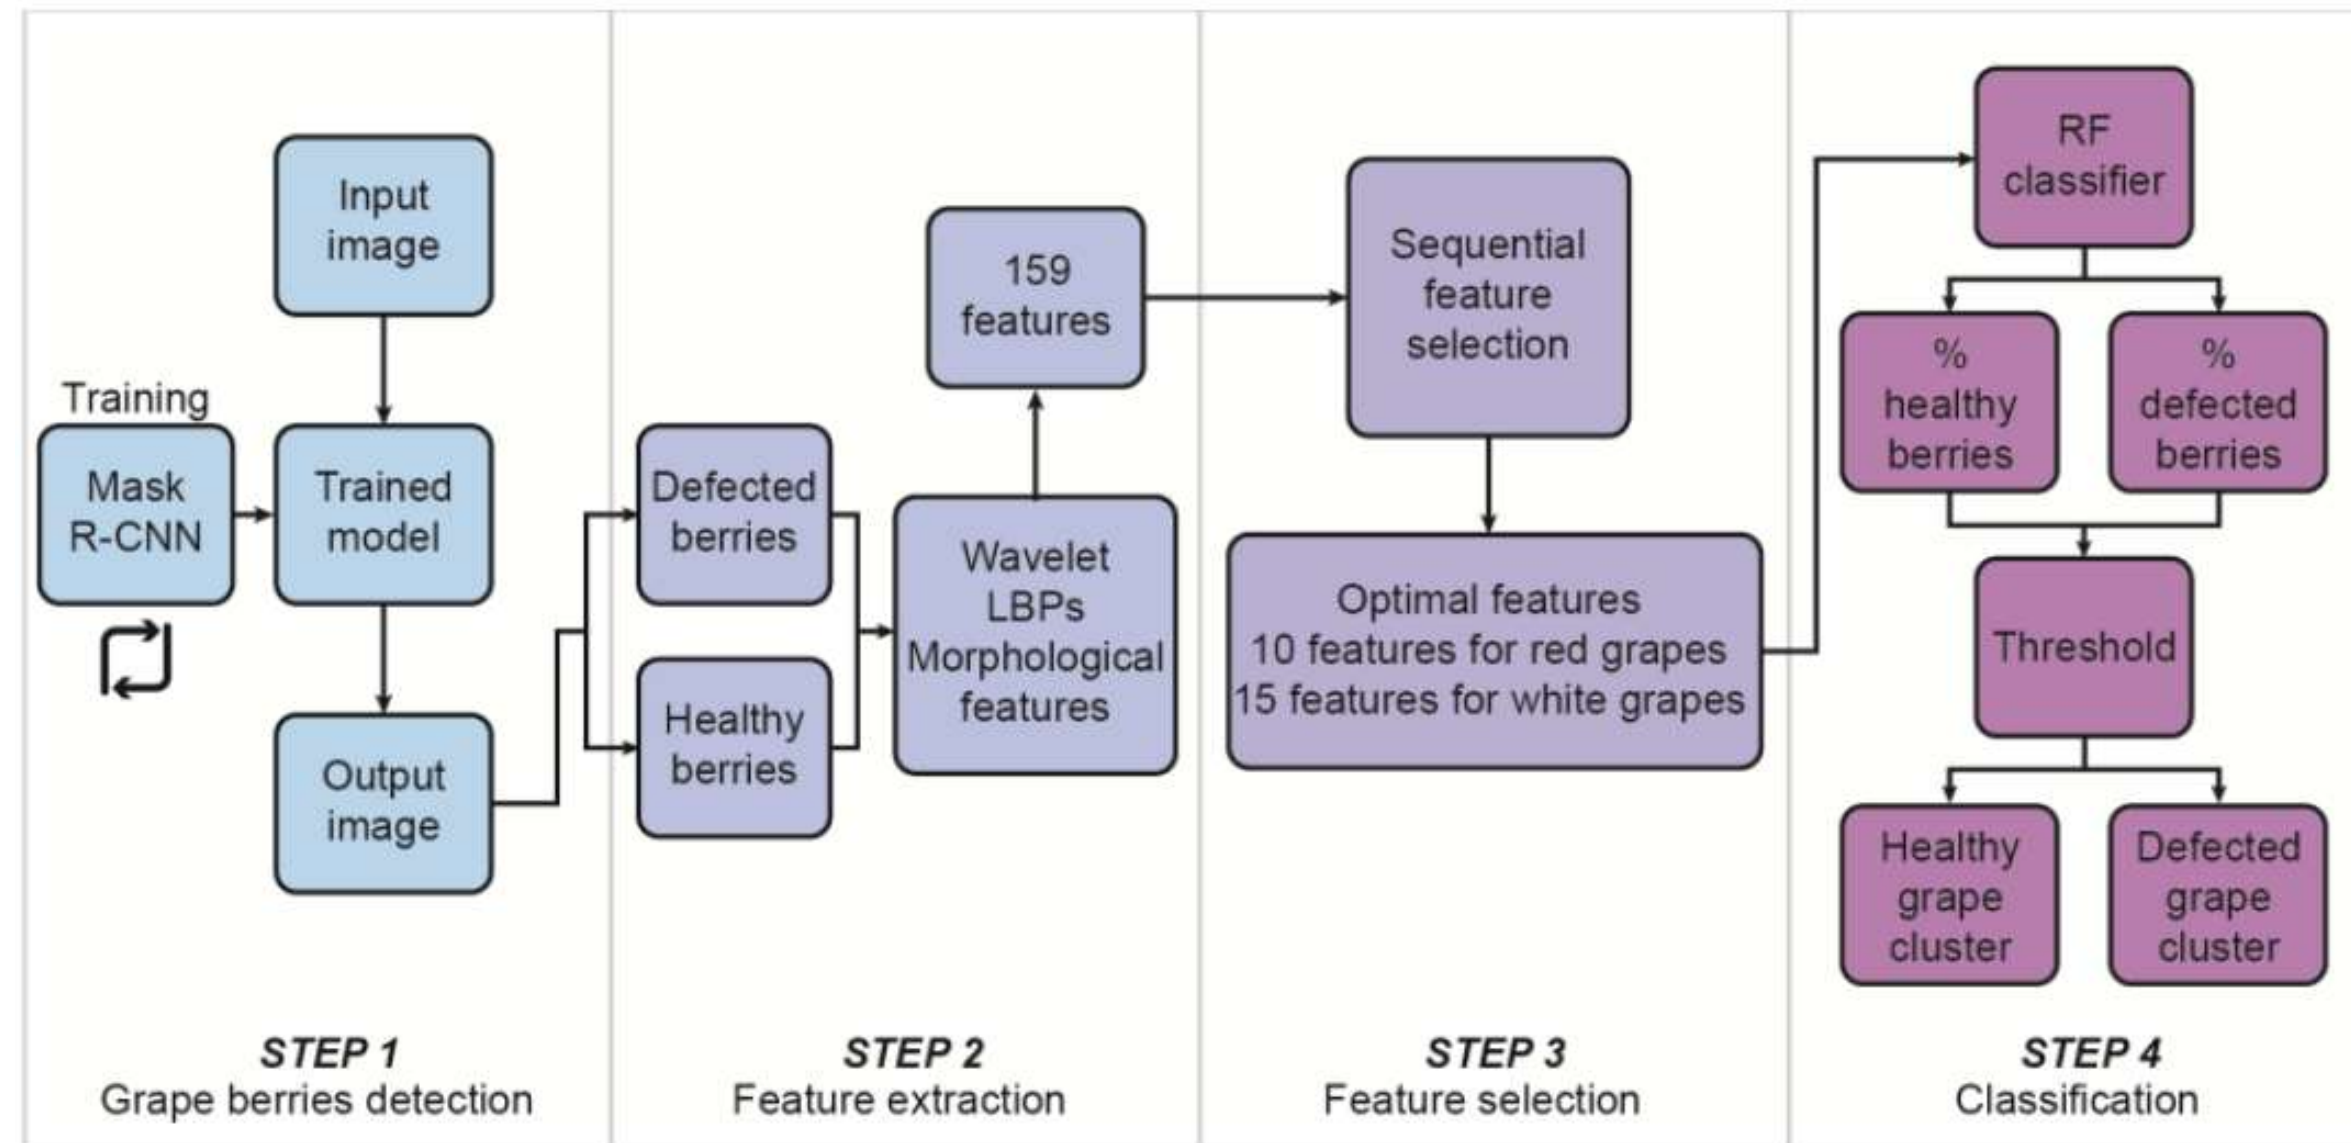 Input
image
Training
Mask
R-CNN
Trained
model
Output
image
STEP 1
Grape berries detection
Defected
berries
Healthy
berries
Wavelet
LBPs
Morphological
features
159
features
STEP 2
Feature extraction
Sequential
feature
selection
Optimal features
10 features for red grapes
15 features for white grapes
STEP 3
Feature selection
RF
classifier
%
healthy
berries
%
defected
berries
Threshold
Healthy
grape
cluster
Defected
grape
cluster
STEP 4
Classification